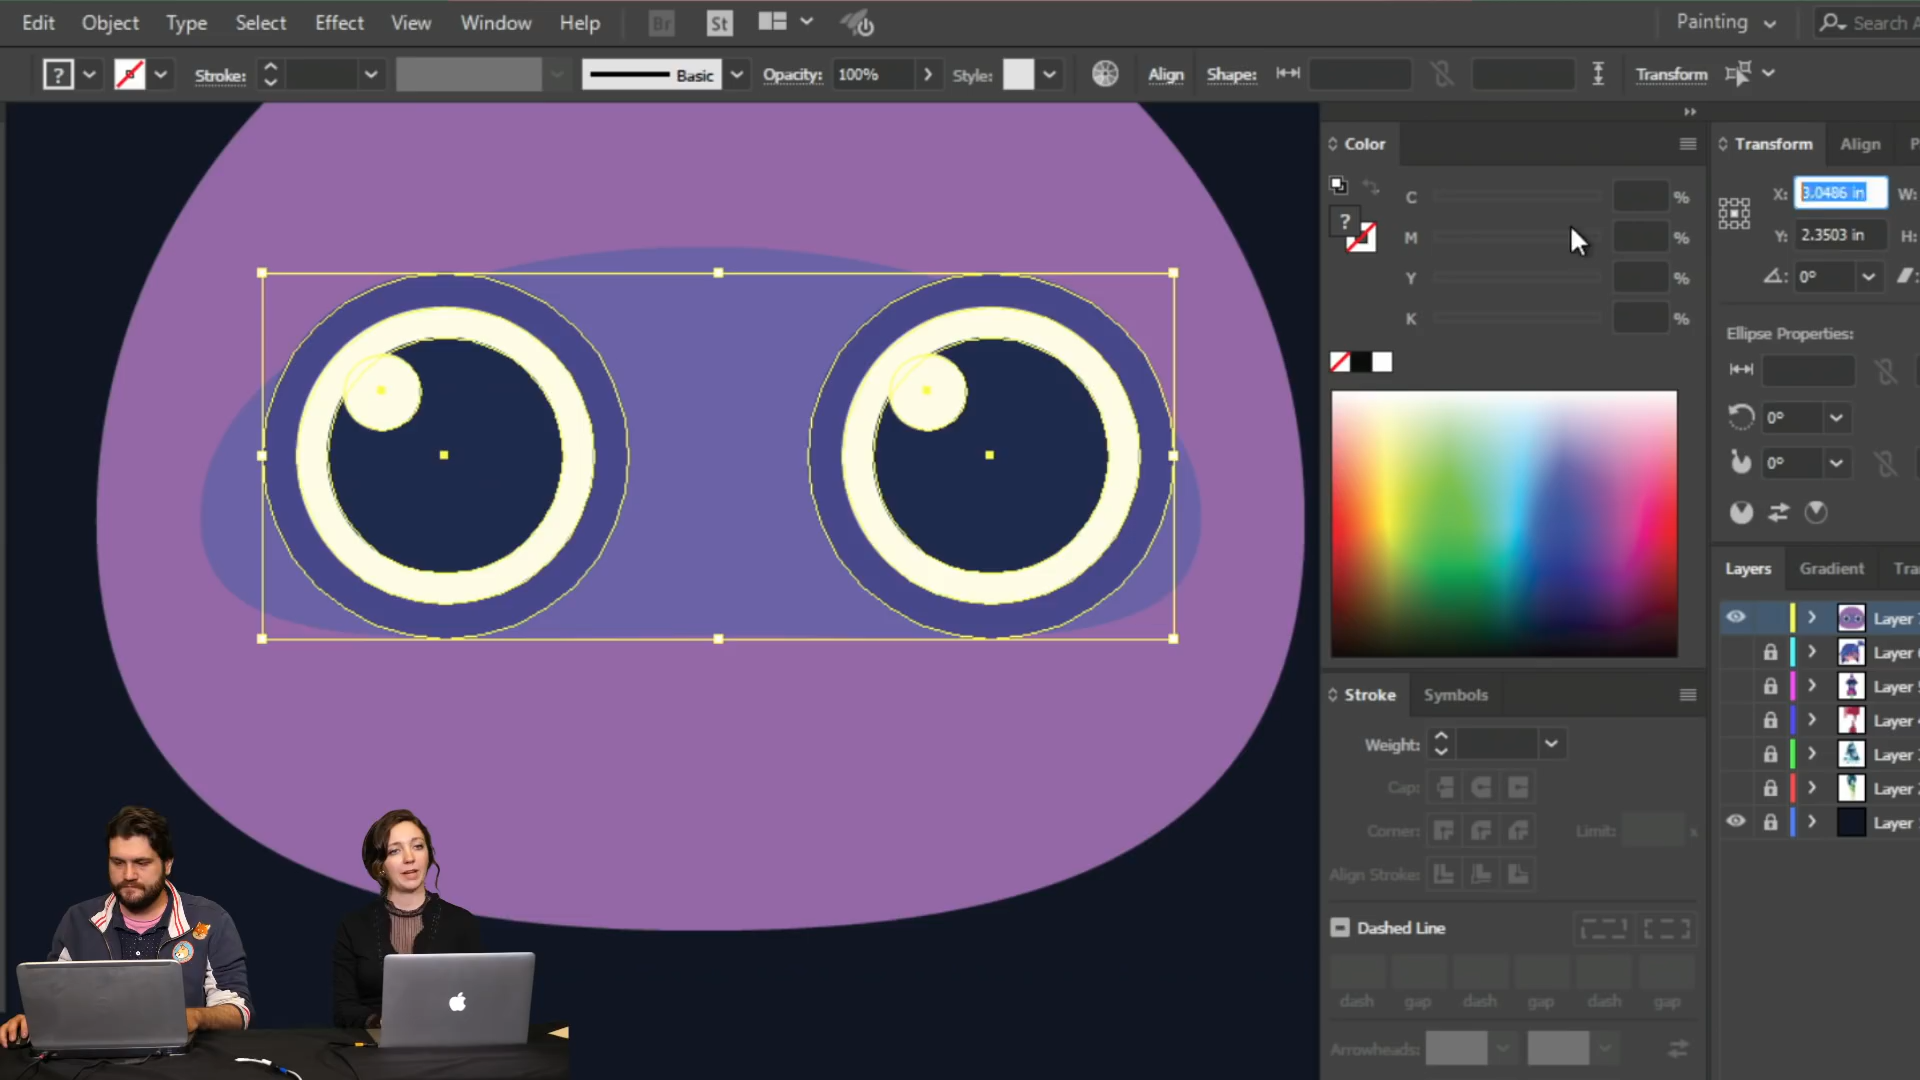 Edit Object Type Select Effect View Window Help Br St Painting Search A
? Stroke: Basic Opacity: 100% Style: Align Shape: Transform
Color
? C %
M %
Y %
K %
Transform Align P
X: 3.0486 in W:
Y: 2.3503 in H:
0°
Ellipse Properties:
0°
0°
Layers Gradient Tra
Layer
Layer
Layer
Layer
Layer
Layer
Layer
Stroke Symbols
Weight:
Cap:
Corner: Limit: x
Align Stroke:
Dashed Line
dash gap dash gap dash gap
Arrowheads: